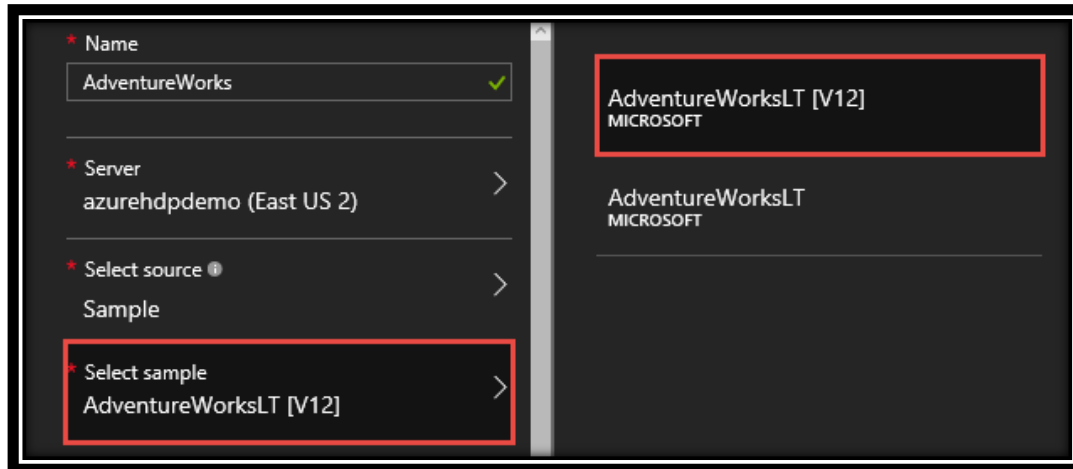 * Name
AdventureWorks
* Server
azurehdpdemo (East US 2)
* Select source
Sample
* Select sample
AdventureWorksLT [V12]
AdventureWorksLT [V12]
MICROSOFT
AdventureWorksLT
MICROSOFT